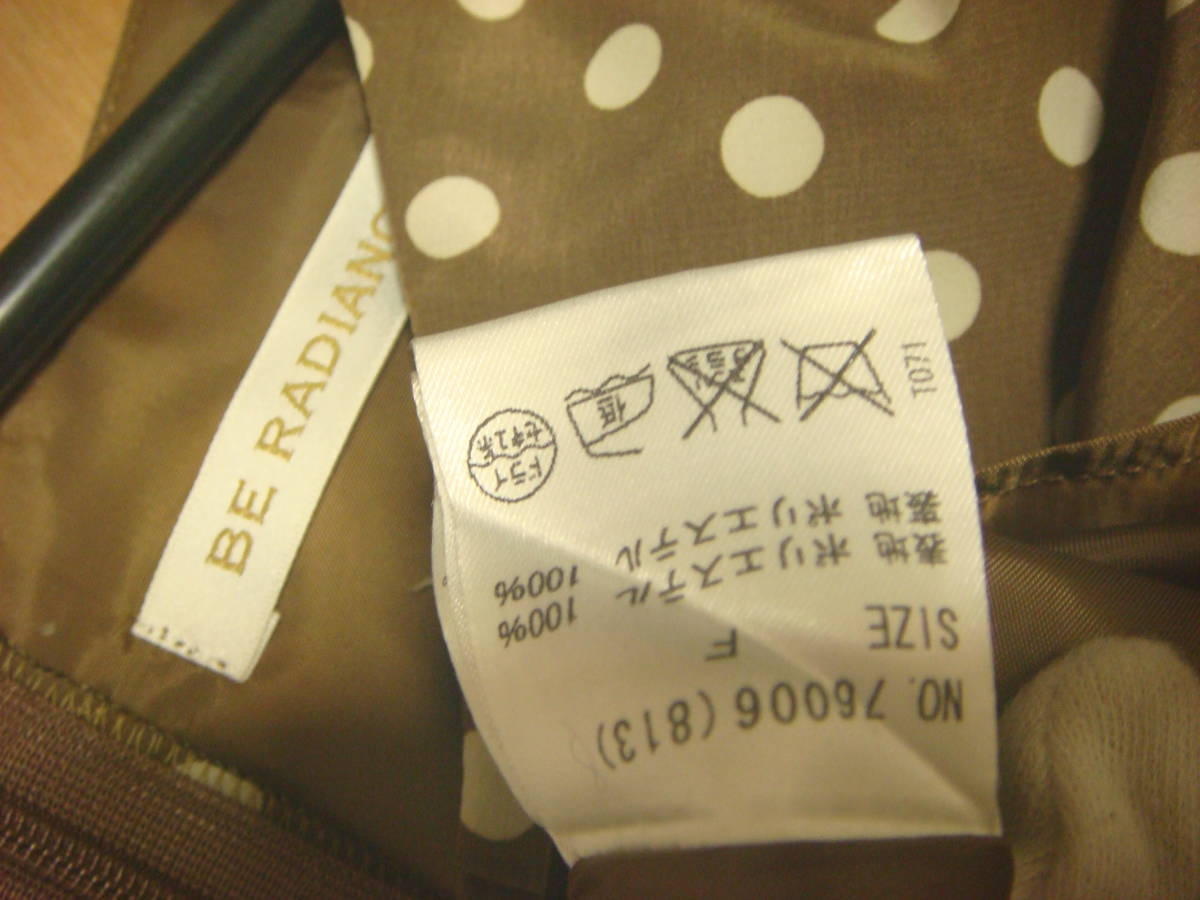 BE RADIANC
NO. 76006 (813)
SIZE F
表地 ポリエステル 100%
裏地 ポリエステル 100%
低
ドライ
セキユ系
T071